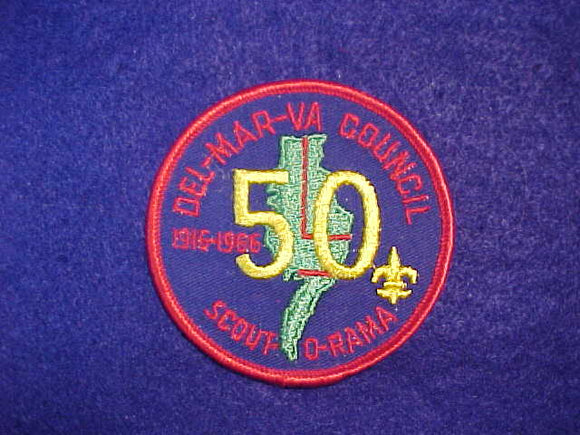 DEL-MAR-VA COUNCIL
50
1916-1966
SCOUT-O-RAMA